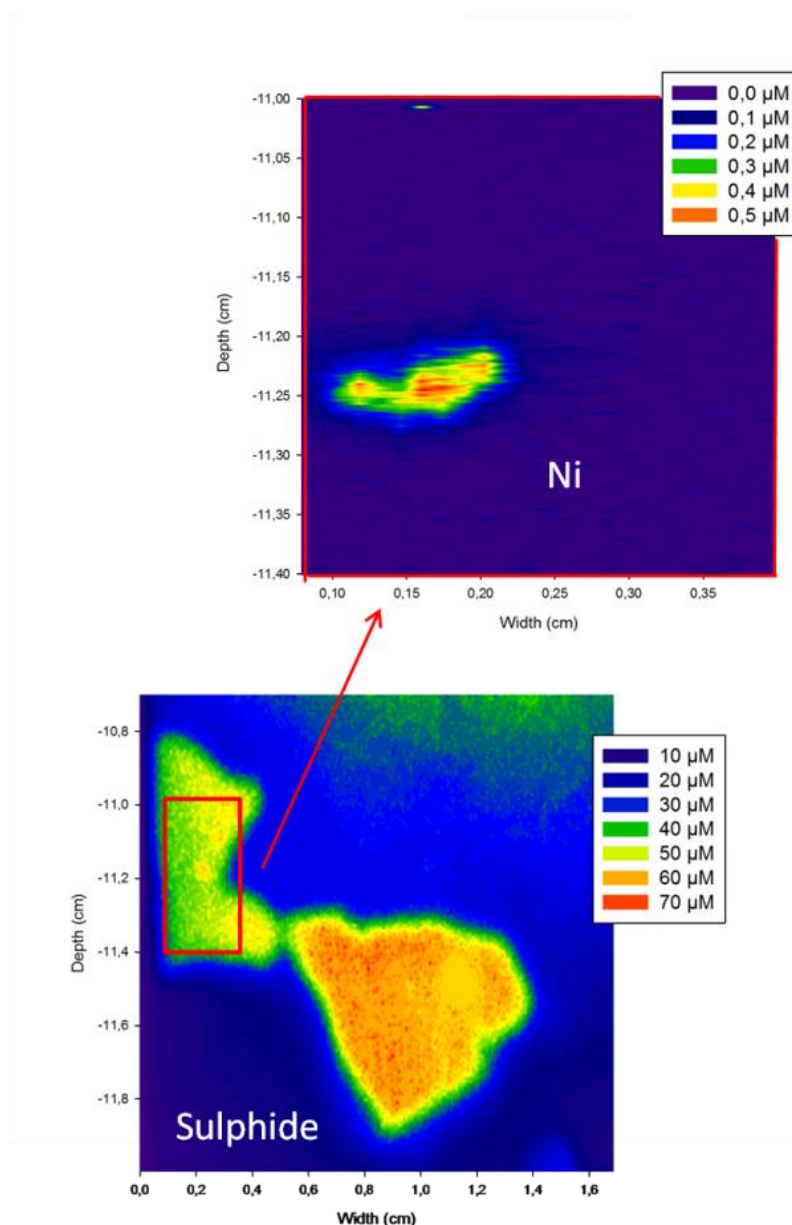 0,0 µM
0,1 µM
0,2 µM
0,3 µM
0,4 µM
0,5 µM
-11,00
-11,05
-11,10
-11,15
-11,20
-11,25
-11,30
-11,35
-11,40
Depth (cm)
Ni
0,10 0,15 0,20 0,25 0,30 0,35
Width (cm)
10 µM
20 µM
30 µM
40 µM
50 µM
60 µM
70 µM
-10,8
-11,0
-11,2
-11,4
-11,6
-11,8
Depth (cm)
Sulphide
0,0 0,2 0,4 0,6 0,8 1,0 1,2 1,4 1,6
Width (cm)